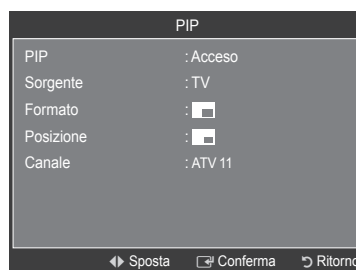 PIP
PIP : Acceso
Sorgente : TV
Formato :
Posizione :
Canale : ATV 11
Sposta Conferma Ritorno